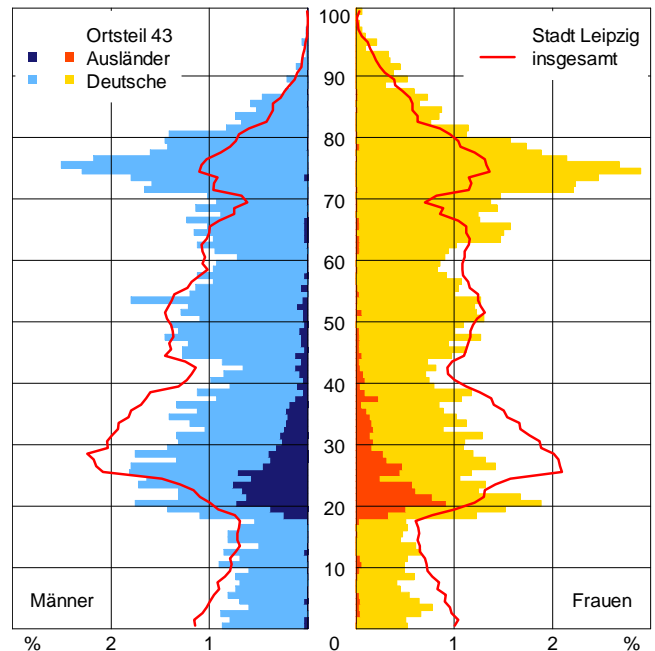 Ortsteil 43
Ausländer
Deutsche
Stadt Leipzig
insgesamt
100
90
80
70
60
50
40
30
20
10
Männer
Frauen
% 2 1 0 1 2 %